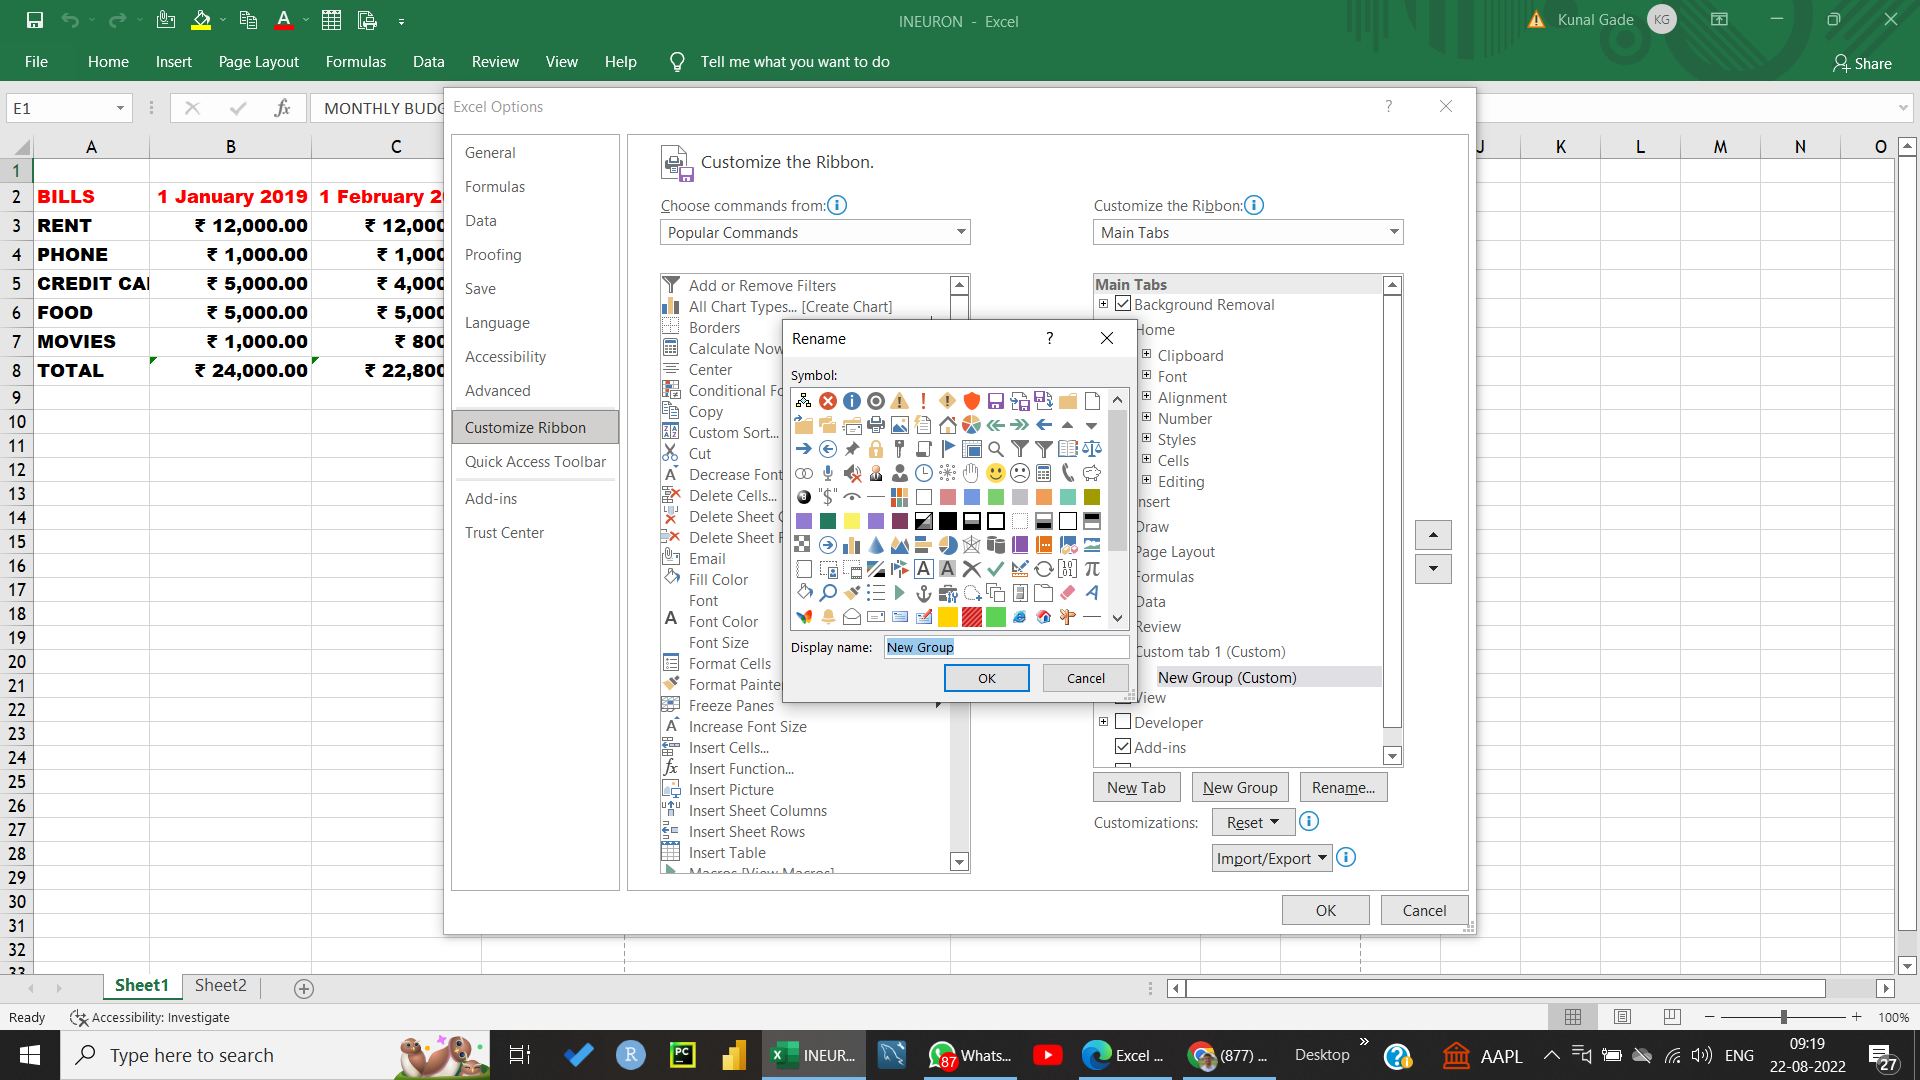 INEURON - Excel
Kunal Gade
KG
File
Home
Insert
Page Layout
Formulas
Data
Review
View
Help
Tell me what you want to do
Share
E1
fx
MONTHLY BUDG
Excel Options
?
A
B
C
J
K
L
M
N
O
1
2
BILLS
1 January 2019
1 February 20
3
RENT
₹ 12,000.00
₹ 12,000
4
PHONE
₹ 1,000.00
₹ 1,000
5
CREDIT CA
₹ 5,000.00
₹ 4,000
6
FOOD
₹ 5,000.00
₹ 5,000
7
MOVIES
₹ 1,000.00
₹ 800
8
TOTAL
₹ 24,000.00
₹ 22,800
9
10
11
12
13
14
15
16
17
18
19
20
21
22
23
24
25
26
27
28
29
30
31
32
33
General
Formulas
Data
Proofing
Save
Language
Accessibility
Advanced
Customize Ribbon
Quick Access Toolbar
Add-ins
Trust Center
Customize the Ribbon.
Choose commands from:
Popular Commands
Add or Remove Filters
All Chart Types... [Create Chart]
Borders
Calculate Now
Center
Conditional Fo
Copy
Custom Sort...
Cut
Decrease Font
Delete Cells...
Delete Sheet C
Delete Sheet R
Email
Fill Color
Font
Font Color
Font Size
Format Cells
Format Painte
Freeze Panes
Increase Font Size
Insert Cells...
Insert Function...
Insert Picture
Insert Sheet Columns
Insert Sheet Rows
Insert Table
Macros [View Macros]
Customize the Ribbon:
Main Tabs
Main Tabs
Background Removal
Home
Clipboard
Font
Alignment
Number
Styles
Cells
Editing
nsert
Draw
Page Layout
Formulas
Data
Review
Custom tab 1 (Custom)
New Group (Custom)
View
Developer
Add-ins
New Tab
New Group
Rename...
Customizations:
Reset
Import/Export
OK
Cancel
Rename
?
Symbol:
Display name:
New Group
OK
Cancel
Sheet1
Sheet2
Ready
Accessibility: Investigate
100%
Type here to search
INEUR...
87
Whats...
Excel ...
(877) ...
Desktop
AAPL
ENG
09:19
22-08-2022
27